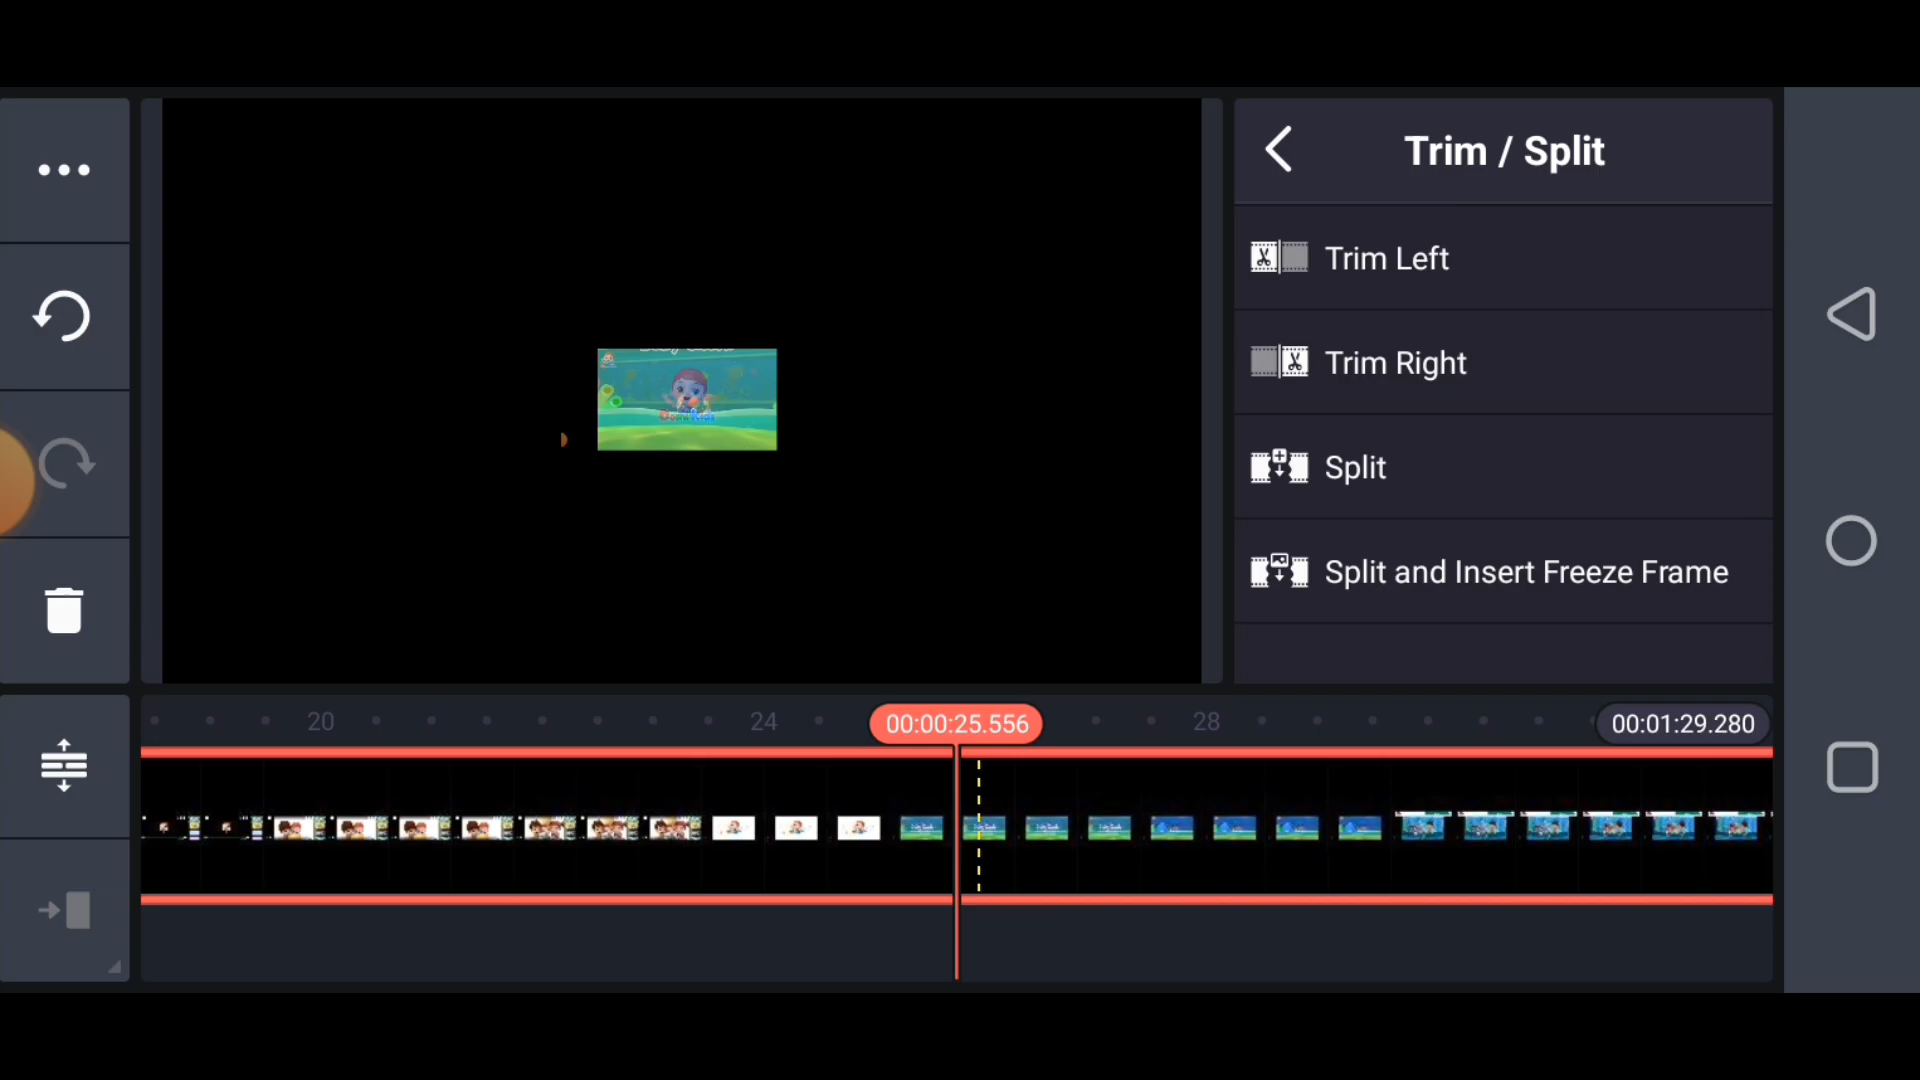 Trim / Split
Trim Left
Trim Right
Split
Split and Insert Freeze Frame
20
24
00:00:25.556
28
00:01:29.280